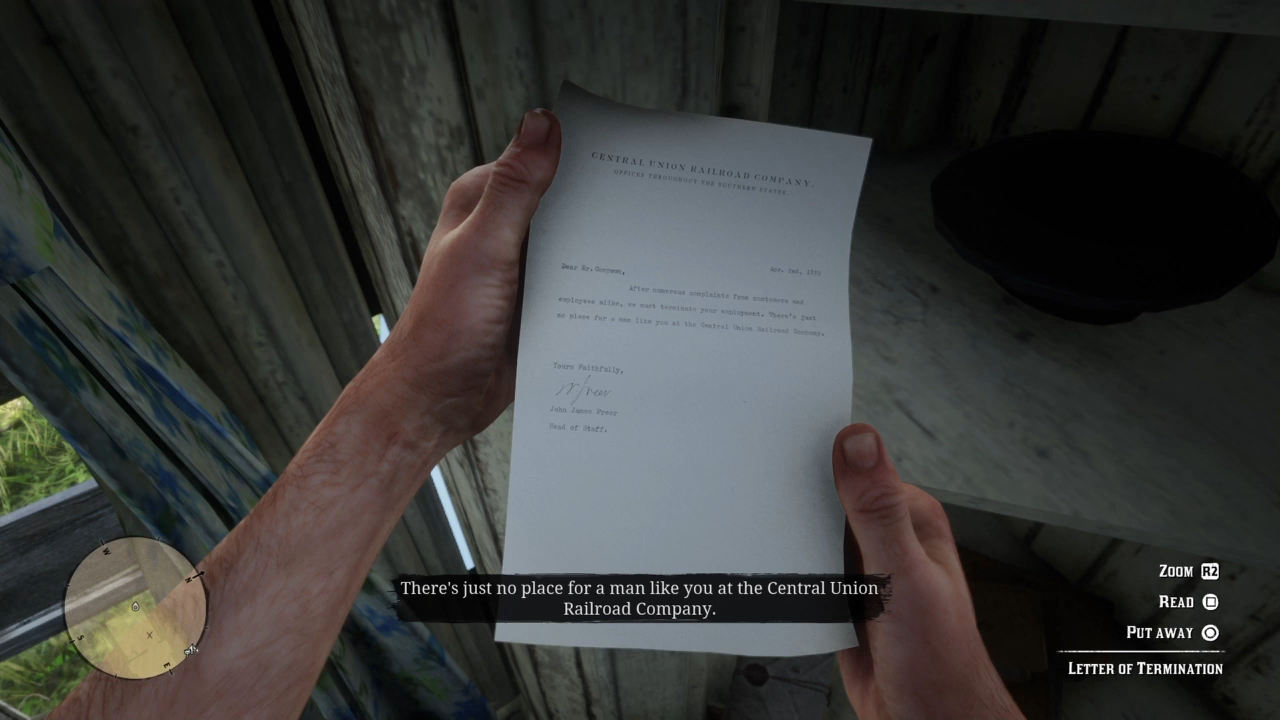 CENTRAL UNION RAILROAD COMPANY.
OFFICES THROUGHOUT THE SOUTHERN STATES.
Dear Mr. Compson,
Apr. 2nd,
After numerous complaints from customers and
employees alike, we must terminate your employment. There's just
no place for a man like you at the Central Union Railroad Company.
Yours Faithfully,
John James Freer
Head of Staff.
There's just no place for a man like you at the Central Union
Railroad Company.
W
N
S
E
ZOOM R2
READ
PUT AWAY
LETTER OF TERMINATION